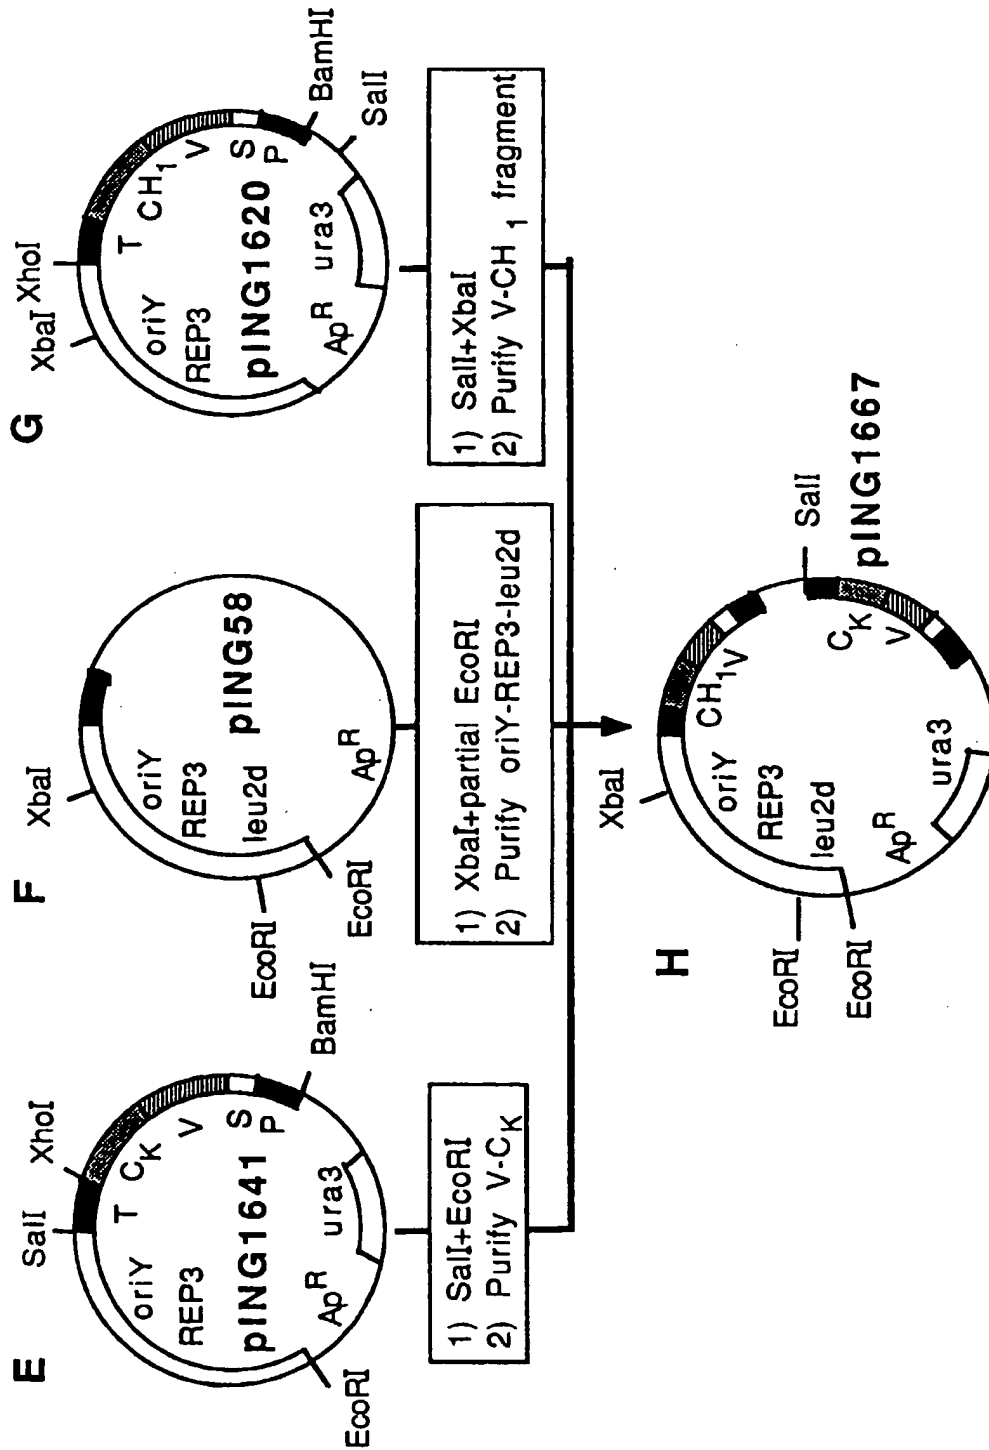 E
SalI
XhoI
oriY
T
CK
REP3
V
S
P
pING1641
BamHI
ApR
ura3
EcoRI
1) SalI+EcoRI
2) Purify V-CK
F
XbaI
oriY
REP3
leu2d
pING58
EcoRI
EcoRI
ApR
1) XbaI+partial EcoRI
2) Purify oriY-REP3-leu2d
G
XbaI
XhoI
oriY
T
CH1
REP3
V
S
P
pING1620
BamHI
SalI
ApR
ura3
1) SalI+XbaI
2) Purify V-CH1 fragment
H
XbaI
oriY
CH1
V
REP3
leu2d
SalI
EcoRI
EcoRI
CK
V
ApR
ura3
pING1667